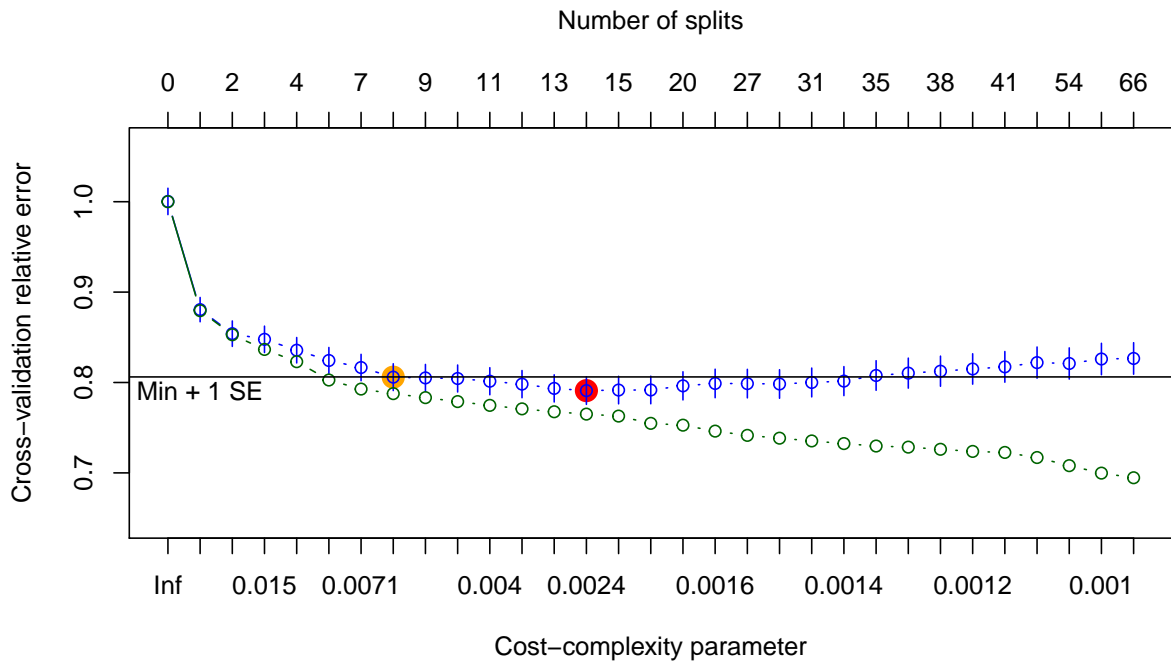 Number of splits
0 2 4 7 9 11 13 15 20 27 31 35 38 41 54 66
Cross−validation relative error
1.0
0.9
0.8
0.7
Min + 1 SE
Inf 0.015 0.0071 0.004 0.0024 0.0016 0.0014 0.0012 0.001
Cost−complexity parameter